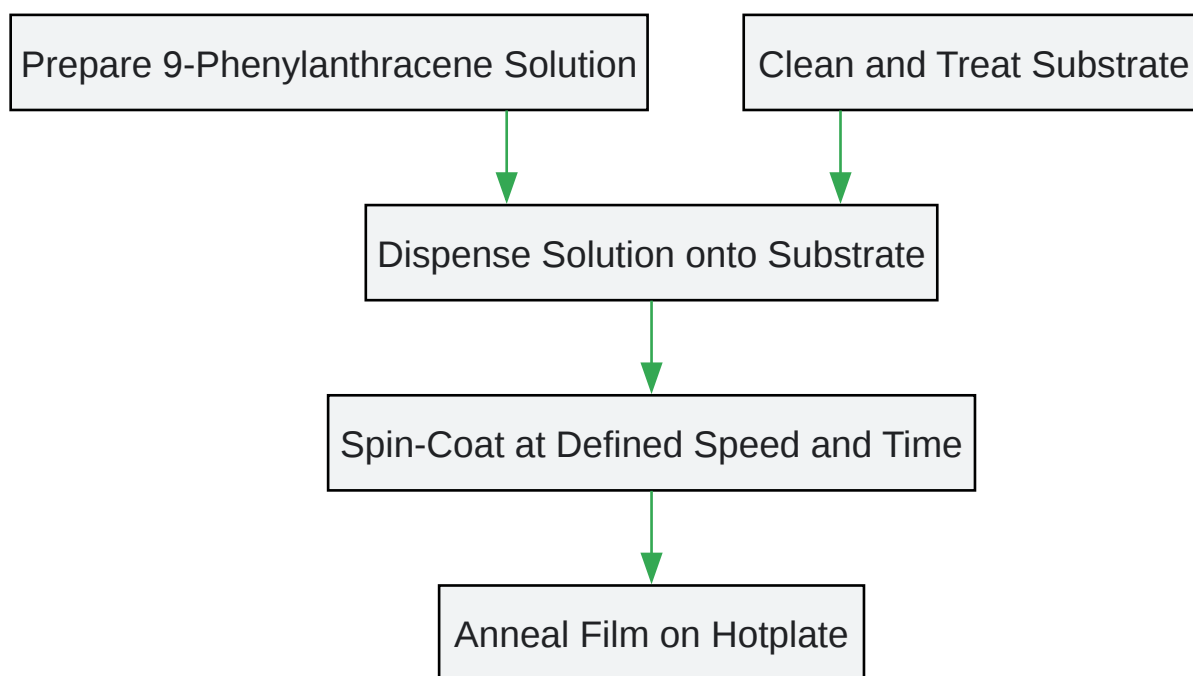 Prepare 9-Phenylanthracene Solution
Clean and Treat Substrate
Dispense Solution onto Substrate
Spin-Coat at Defined Speed and Time
Anneal Film on Hotplate